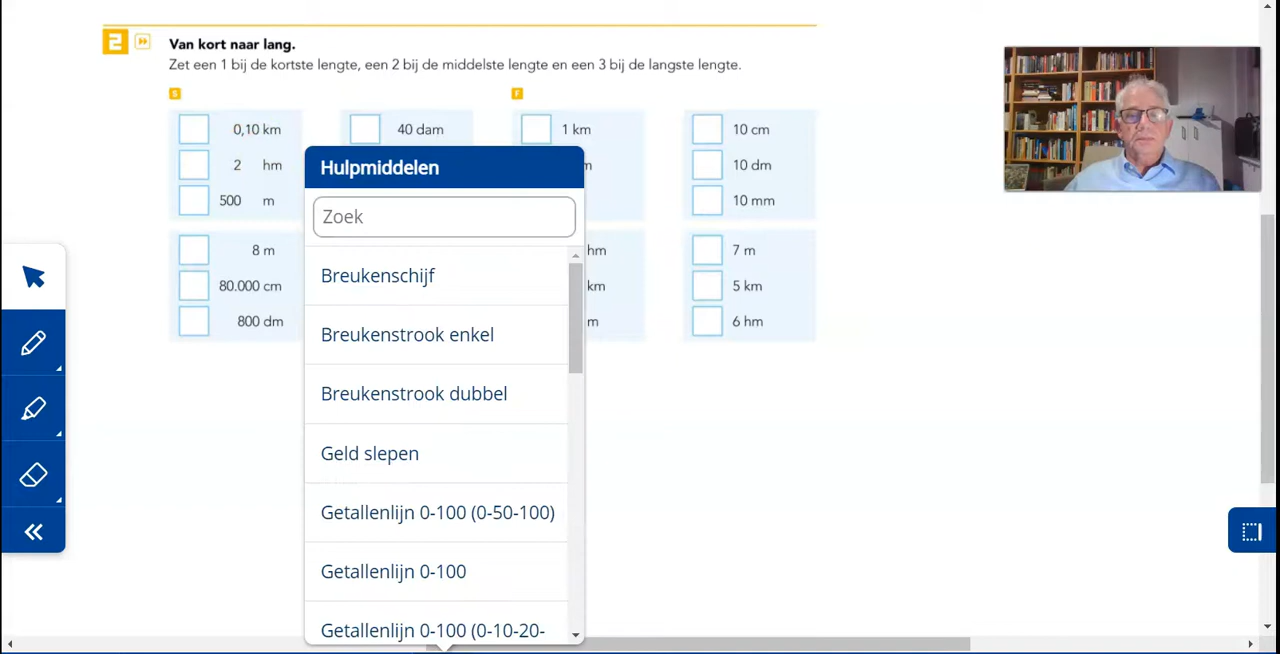 2
Van kort naar lang.
Zet een 1 bij de kortste lengte, een 2 bij de middelste lengte en een 3 bij de langste lengte.
S
F
0,10 km
40 dam
1 km
10 cm
2 hm
m
10 dm
500 m
10 mm
8 m
hm
7 m
80.000 cm
km
5 km
800 dm
m
6 hm
Hulpmiddelen
Zoek
Breukenschijf
Breukenstrook enkel
Breukenstrook dubbel
Geld slepen
Getallenlijn 0-100 (0-50-100)
Getallenlijn 0-100
Getallenlijn 0-100 (0-10-20-